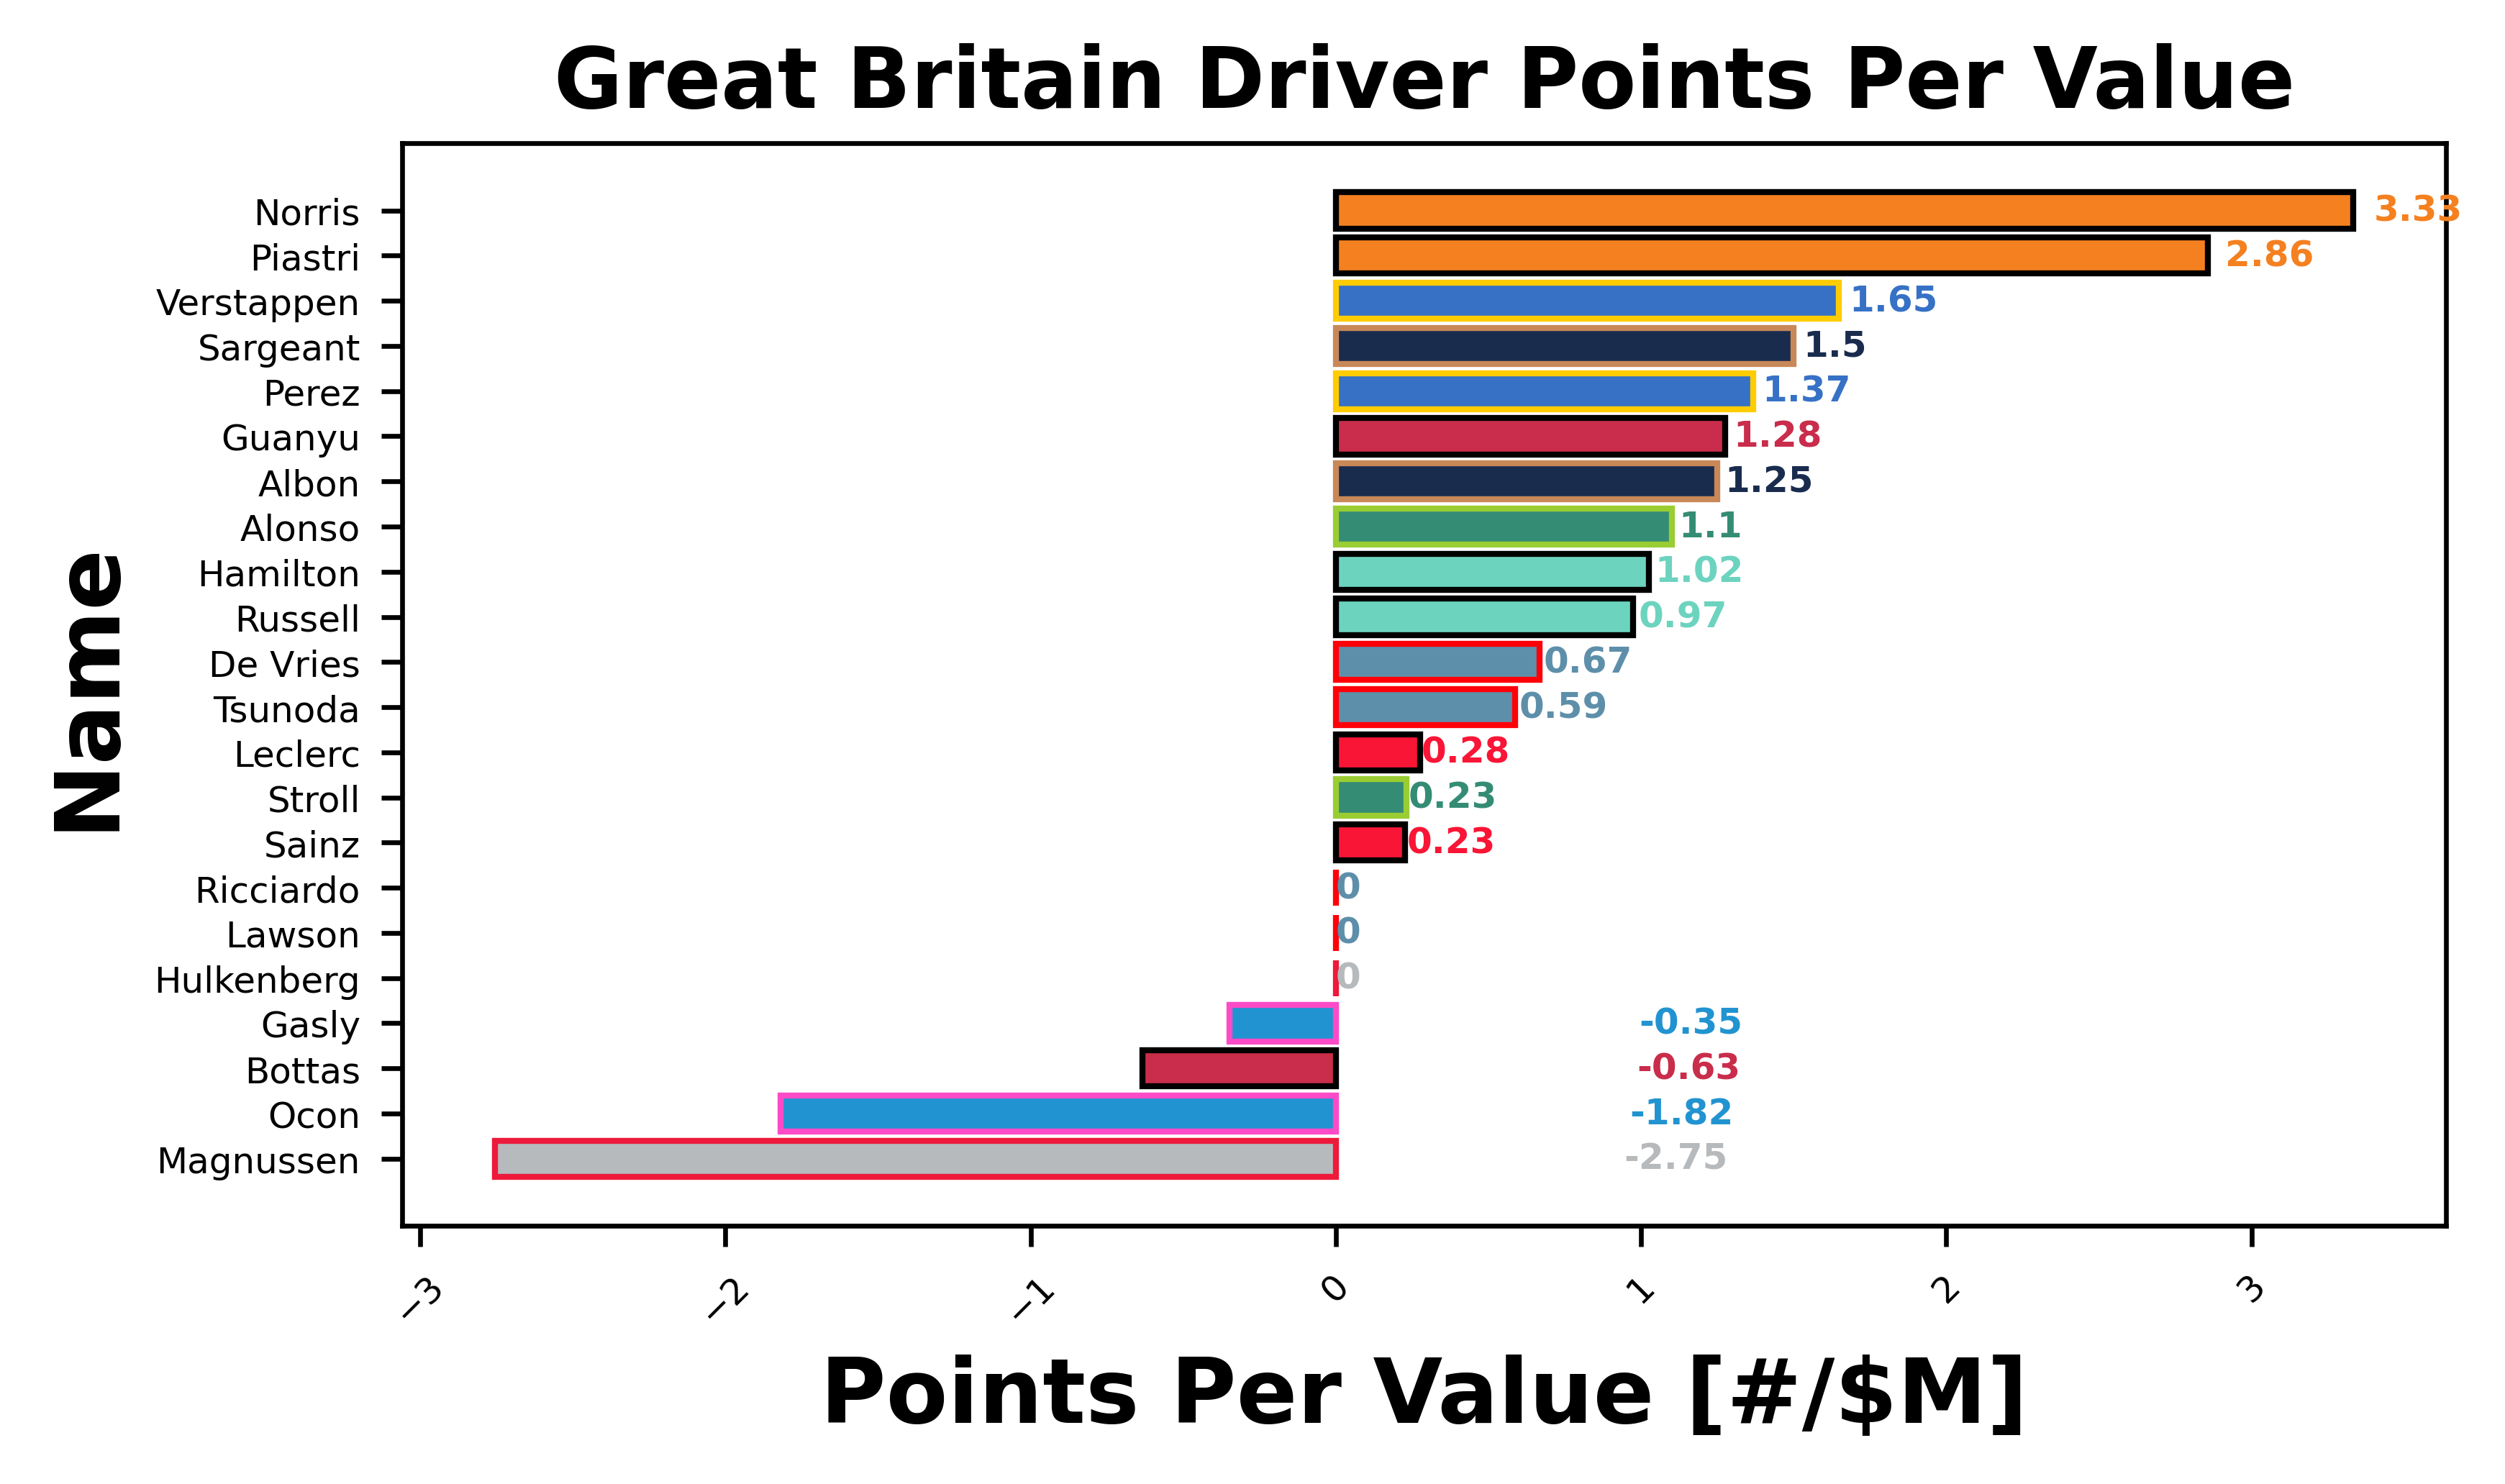 Great Britain Driver Points Per Value
Name
Norris 3.33
Piastri 2.86
Verstappen 1.65
Sargeant 1.5
Perez 1.37
Guanyu 1.28
Albon 1.25
Alonso 1.1
Hamilton 1.02
Russell 0.97
De Vries 0.67
Tsunoda 0.59
Leclerc 0.28
Stroll 0.23
Sainz 0.23
Ricciardo 0
Lawson 0
Hulkenberg 0
Gasly -0.35
Bottas -0.63
Ocon -1.82
Magnussen -2.75
−3 −2 −1 0 1 2 3
Points Per Value [#/$M]